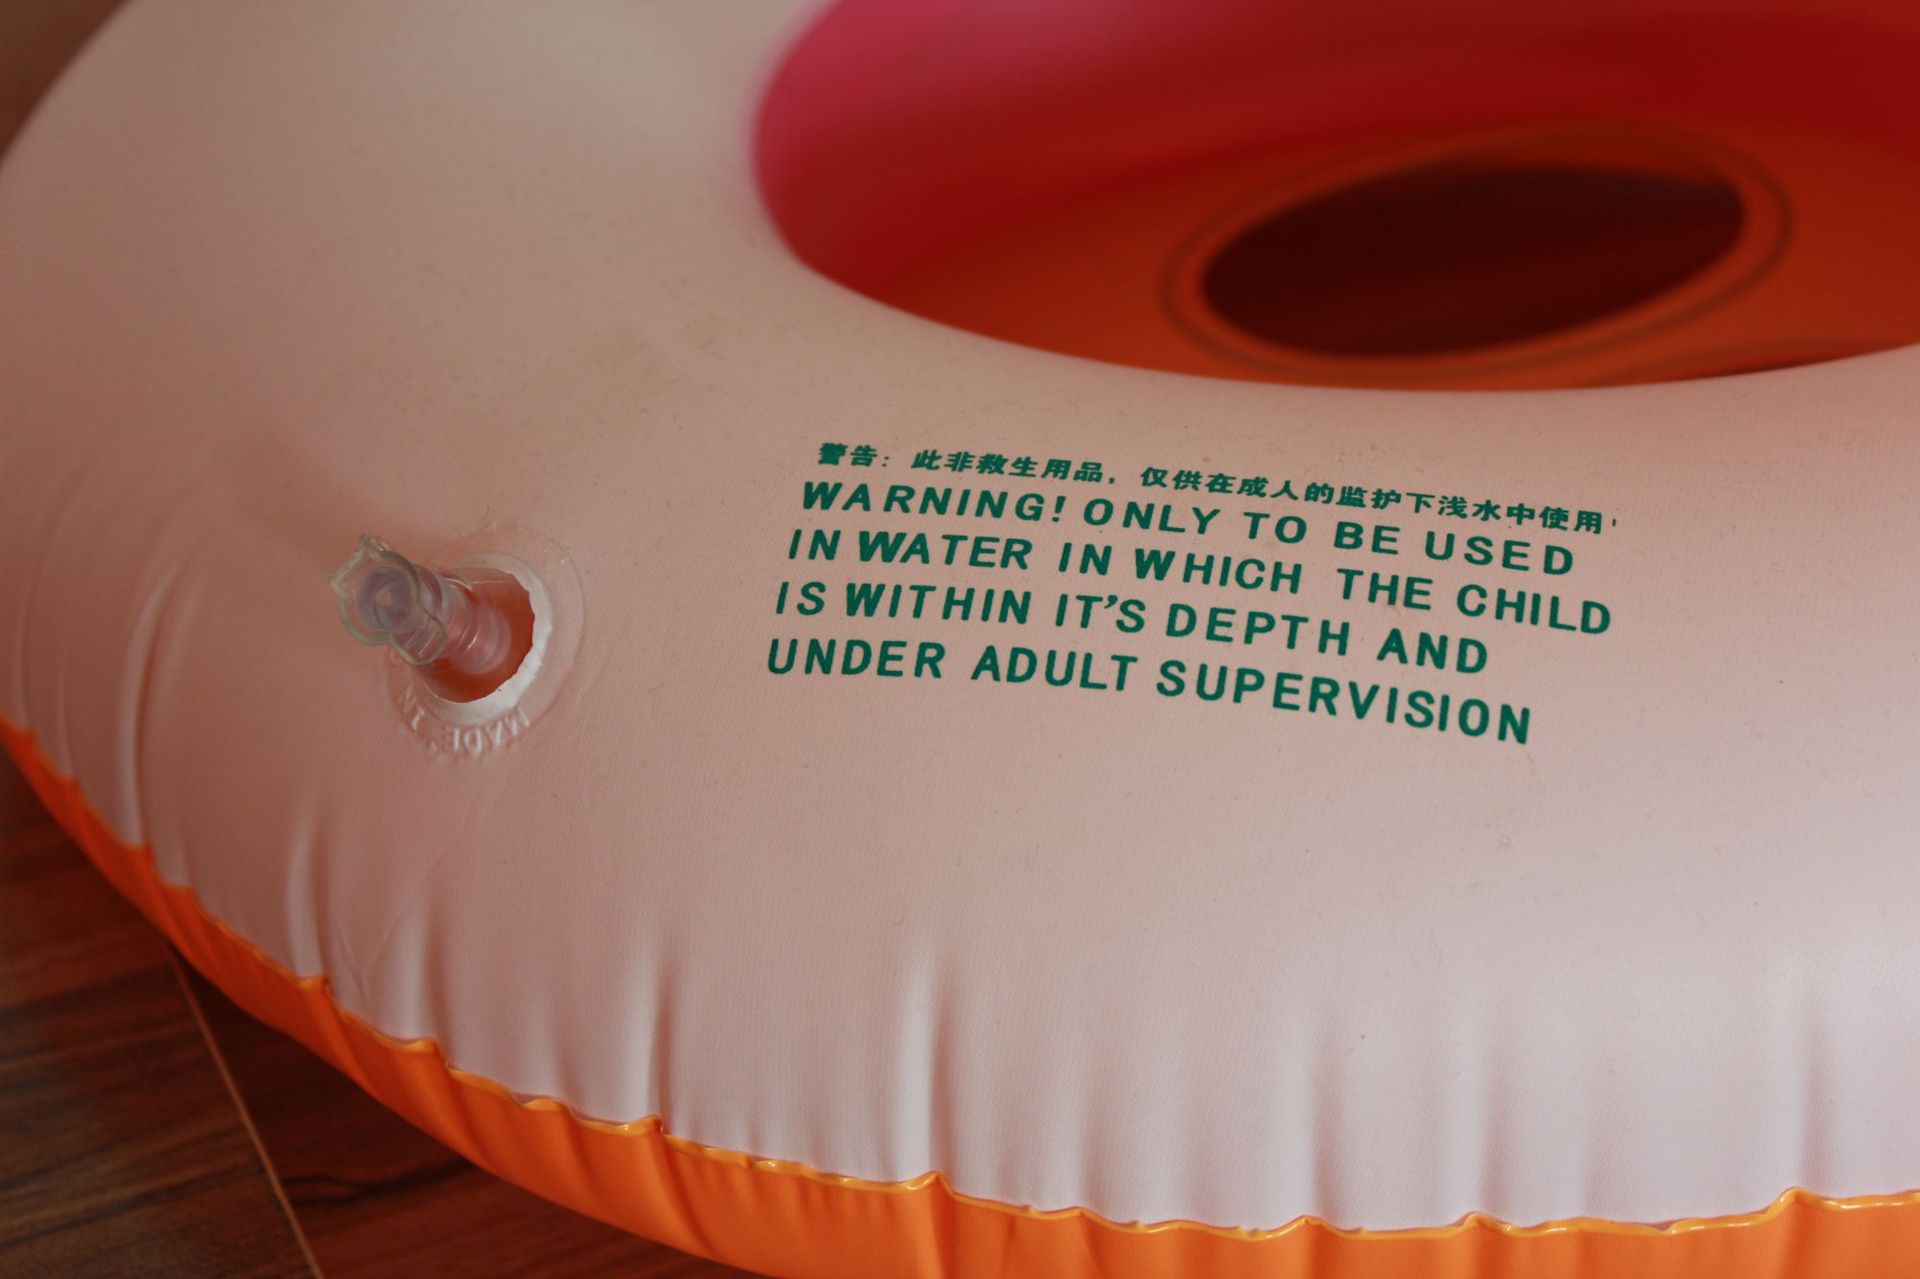 警告：此非救生用品，仅供在成人的监护下浅水中使用，
WARNING! ONLY TO BE USED
IN WATER IN WHICH THE CHILD
IS WITHIN IT'S DEPTH AND
UNDER ADULT SUPERVISION
MADE IN